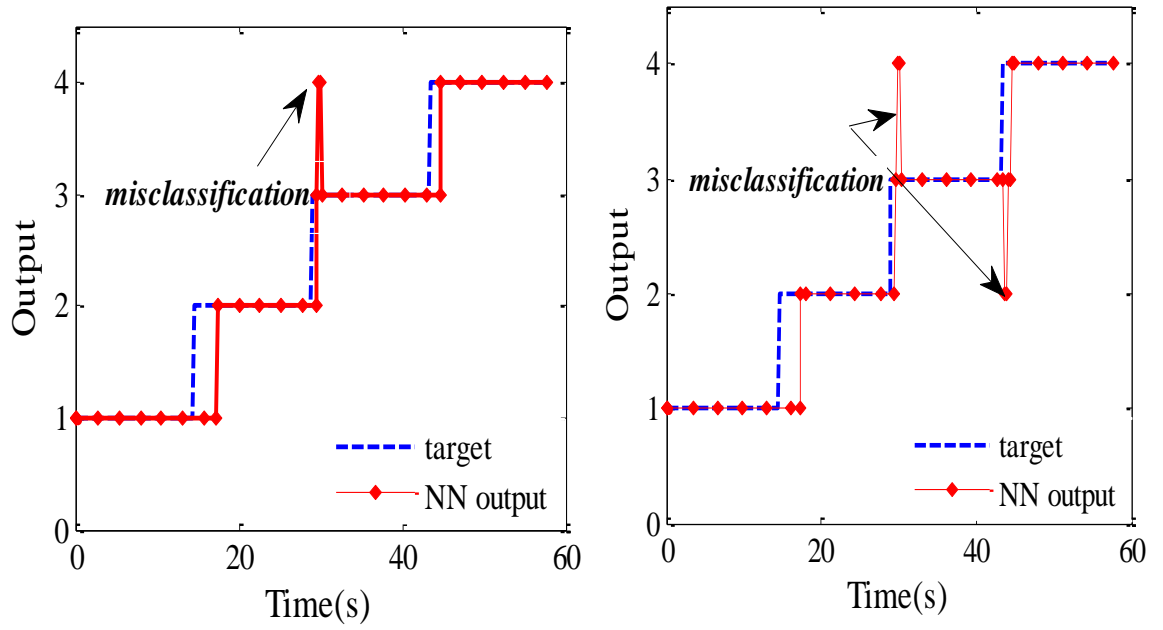 4
3
2
1
0
Output
misclassification
target
NN output
0 20 40 60
Time(s)
4
3
2
1
0
Output
misclassification
target
NN output
0 20 40 60
Time(s)